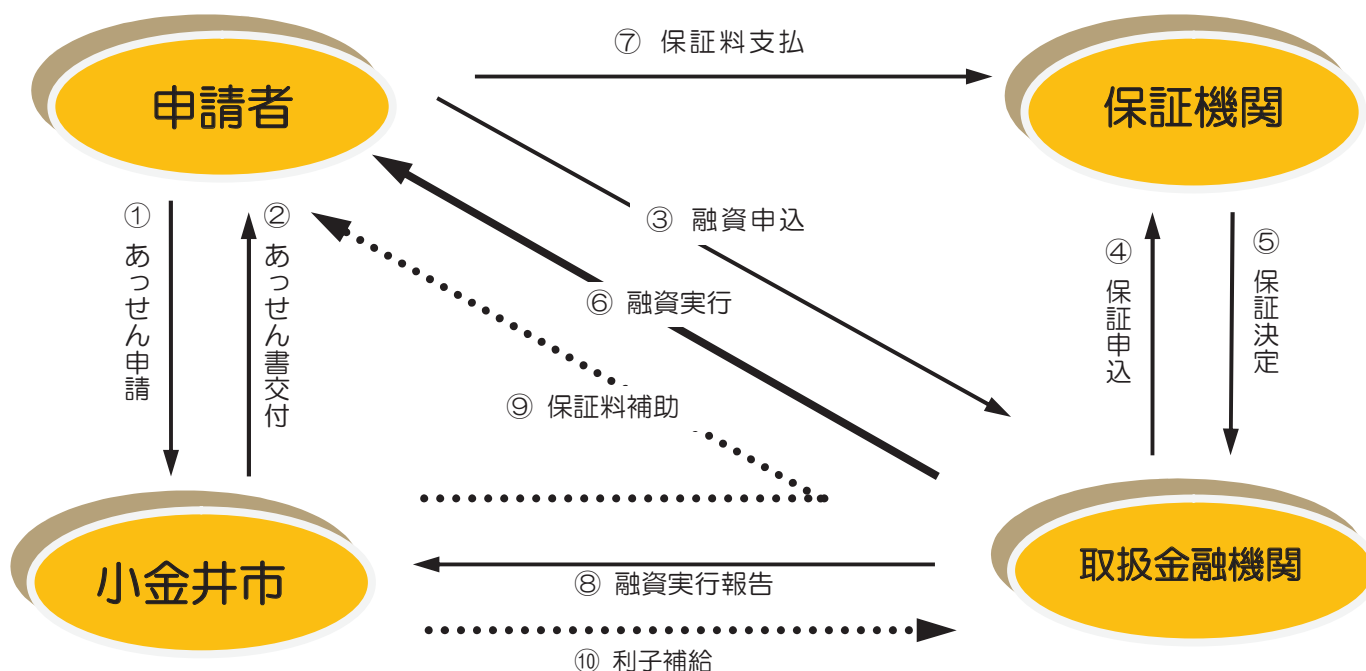 ⑦ 保証料支払
申請者
保証機関
① あっせん申請
② あっせん書交付
③ 融資申込
④ 保証申込
⑤ 保証決定
⑥ 融資実行
⑨ 保証料補助
小金井市
取扱金融機関
⑧ 融資実行報告
⑩ 利子補給